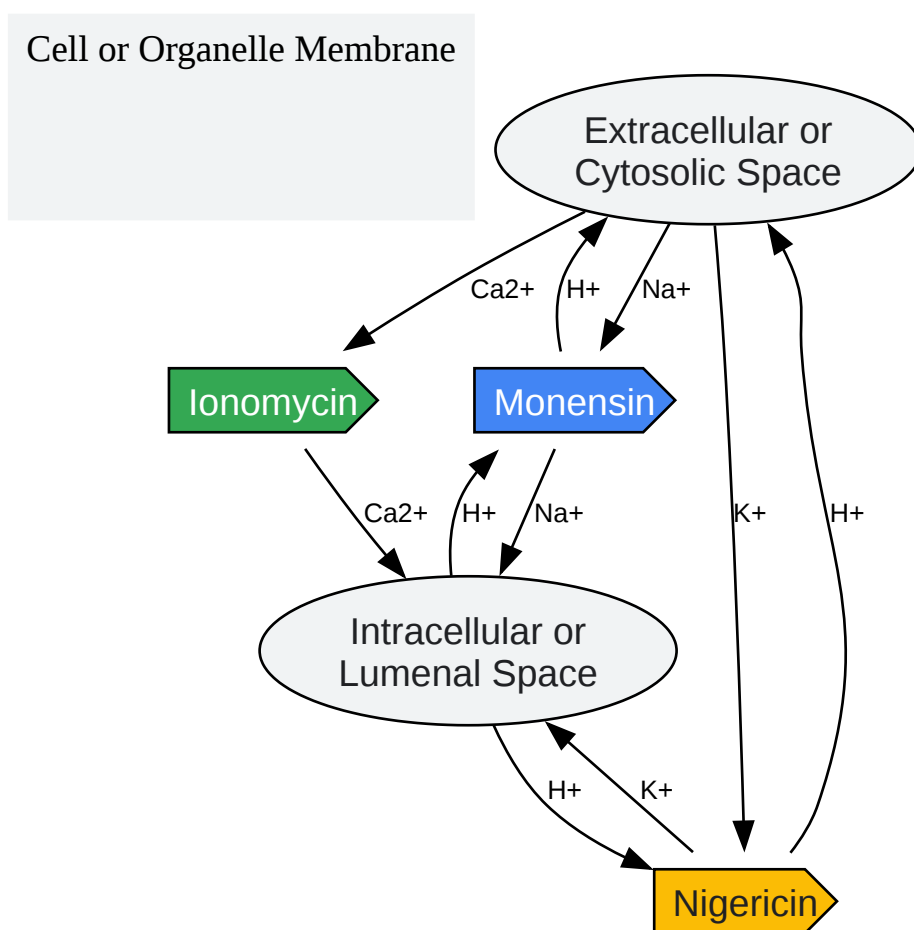 Cell or Organelle Membrane
Extracellular or
Cytosolic Space
Ca2+
H+
Na+
Ionomycin
Monensin
Ca2+
H+
Na+
K+
H+
Intracellular or
Lumenal Space
H+
K+
Nigericin